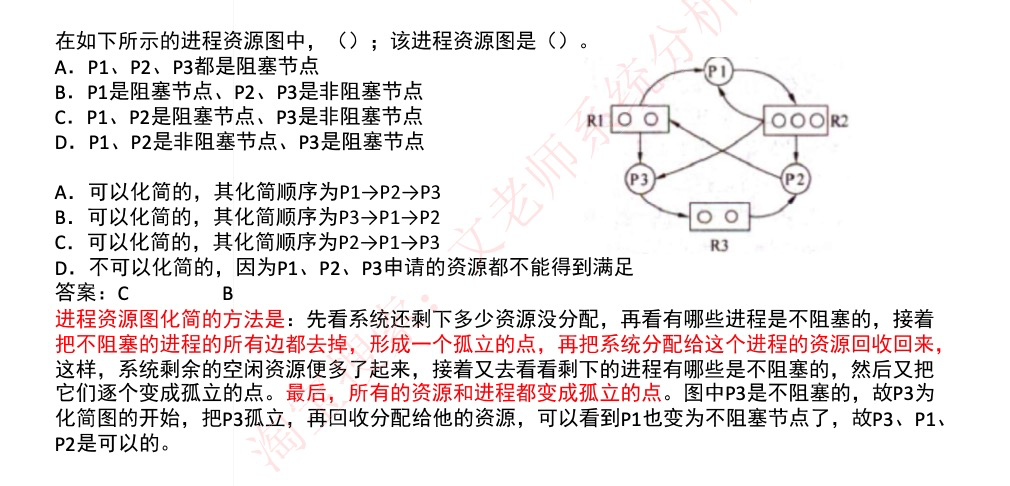 在如下所示的进程资源图中，（）；该进程资源图是（）。
A. P1、P2、P3都是阻塞节点
B. P1是阻塞节点、P2、P3是非阻塞节点
C. P1、P2是阻塞节点、P3是非阻塞节点
D. P1、P2是非阻塞节点、P3是阻塞节点
P1
R1
R2
P3
P2
R3
A. 可以化简的，其化简顺序为P1→P2→P3
B. 可以化简的，其化简顺序为P3→P1→P2
C. 可以化简的，其化简顺序为P2→P1→P3
D. 不可以化简的，因为P1、P2、P3申请的资源都不能得到满足
答案：C B
进程资源图化简的方法是：先看系统还剩下多少资源没分配，再看有哪些进程是不阻塞的，接着
把不阻塞的进程的所有边都去掉，形成一个孤立的点，再把系统分配给这个进程的资源回收回来，
这样，系统剩余的空闲资源便多了起来，接着又去看看剩下的进程有哪些是不阻塞的，然后又把
它们逐个变成孤立的点。最后，所有的资源和进程都变成孤立的点。图中P3是不阻塞的，故P3为
化简图的开始，把P3孤立，再回收分配给他的资源，可以看到P1也变为不阻塞节点了，故P3、P1、
P2是可以的。
文老师系统分析